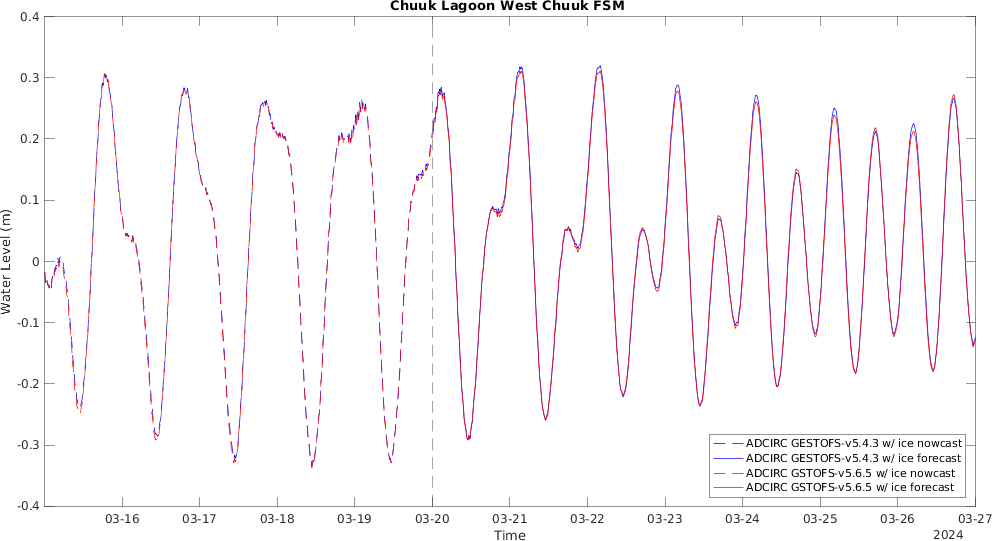 Chuuk Lagoon West Chuuk FSM
0.4
0.3
0.2
0.1
0
-0.1
-0.2
-0.3
-0.4
Water Level (m)
03-16 03-17 03-18 03-19 03-20 03-21 03-22 03-23 03-24 03-25 03-26 03-27
Time
2024
ADCIRC GESTOFS-v5.4.3 w/ ice nowcast
ADCIRC GESTOFS-v5.4.3 w/ ice forecast
ADCIRC GSTOFS-v5.6.5 w/ ice nowcast
ADCIRC GSTOFS-v5.6.5 w/ ice forecast